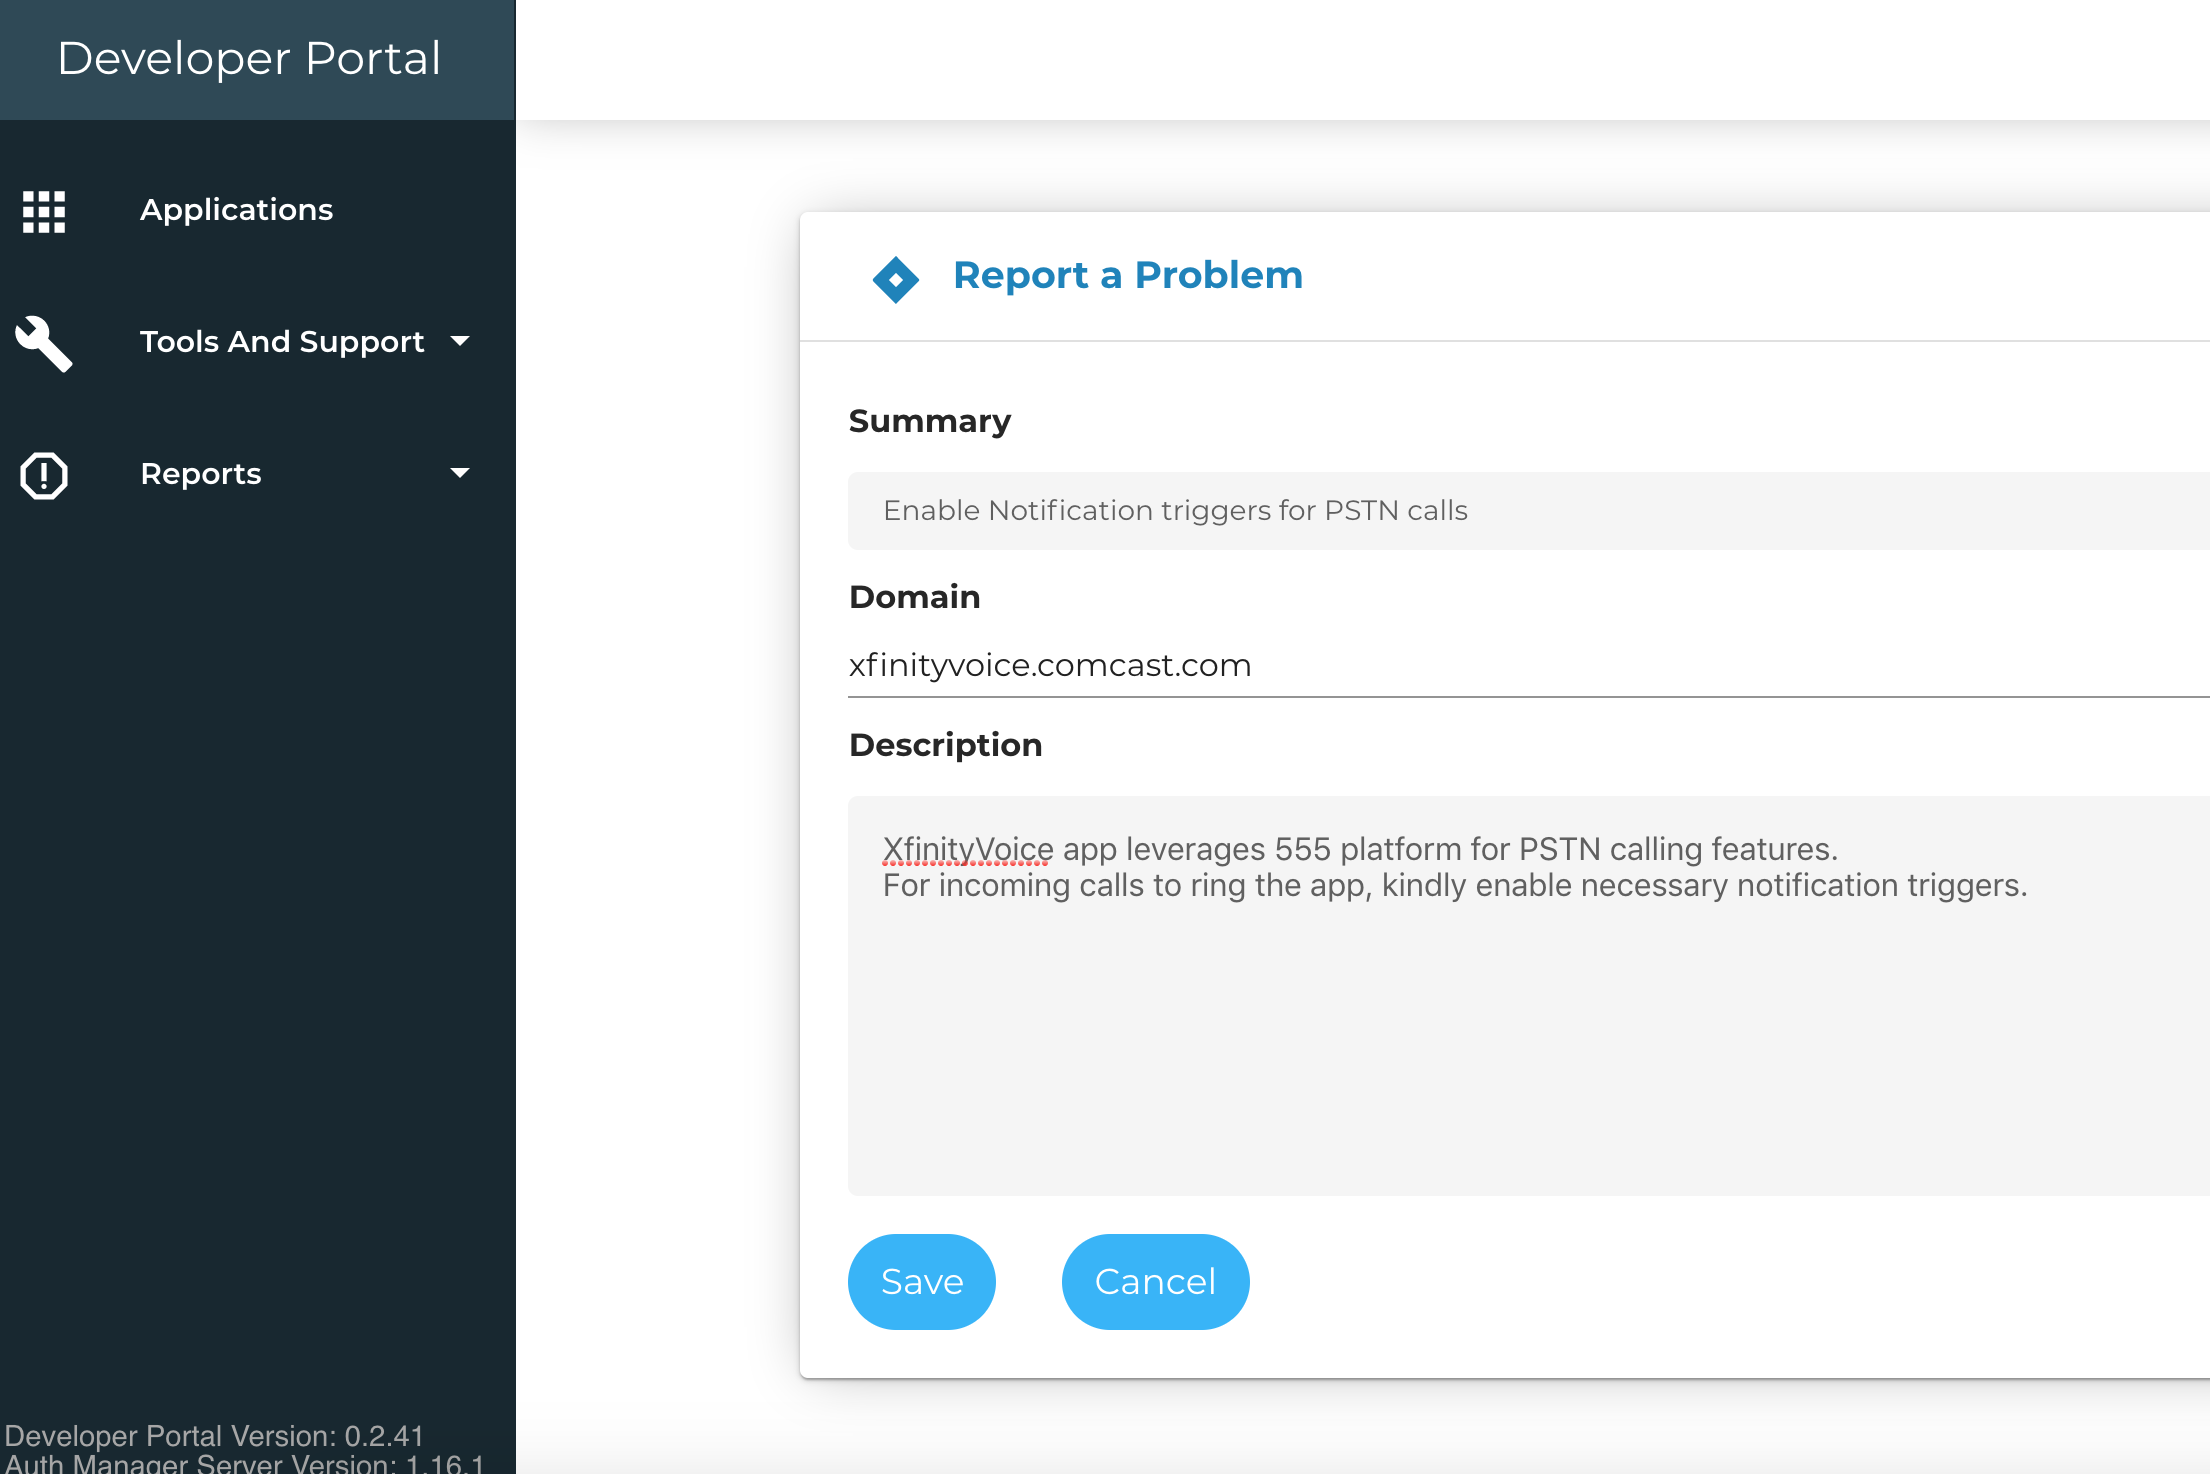 Developer Portal
Applications
Tools And Support
Reports
Developer Portal Version: 0.2.41
Auth Manager Server Version: 1.16.1
Report a Problem
Summary
Enable Notification triggers for PSTN calls
Domain
xfinityvoice.comcast.com
Description
XfinityVoice app leverages 555 platform for PSTN calling features.
For incoming calls to ring the app, kindly enable necessary notification triggers.
Save
Cancel